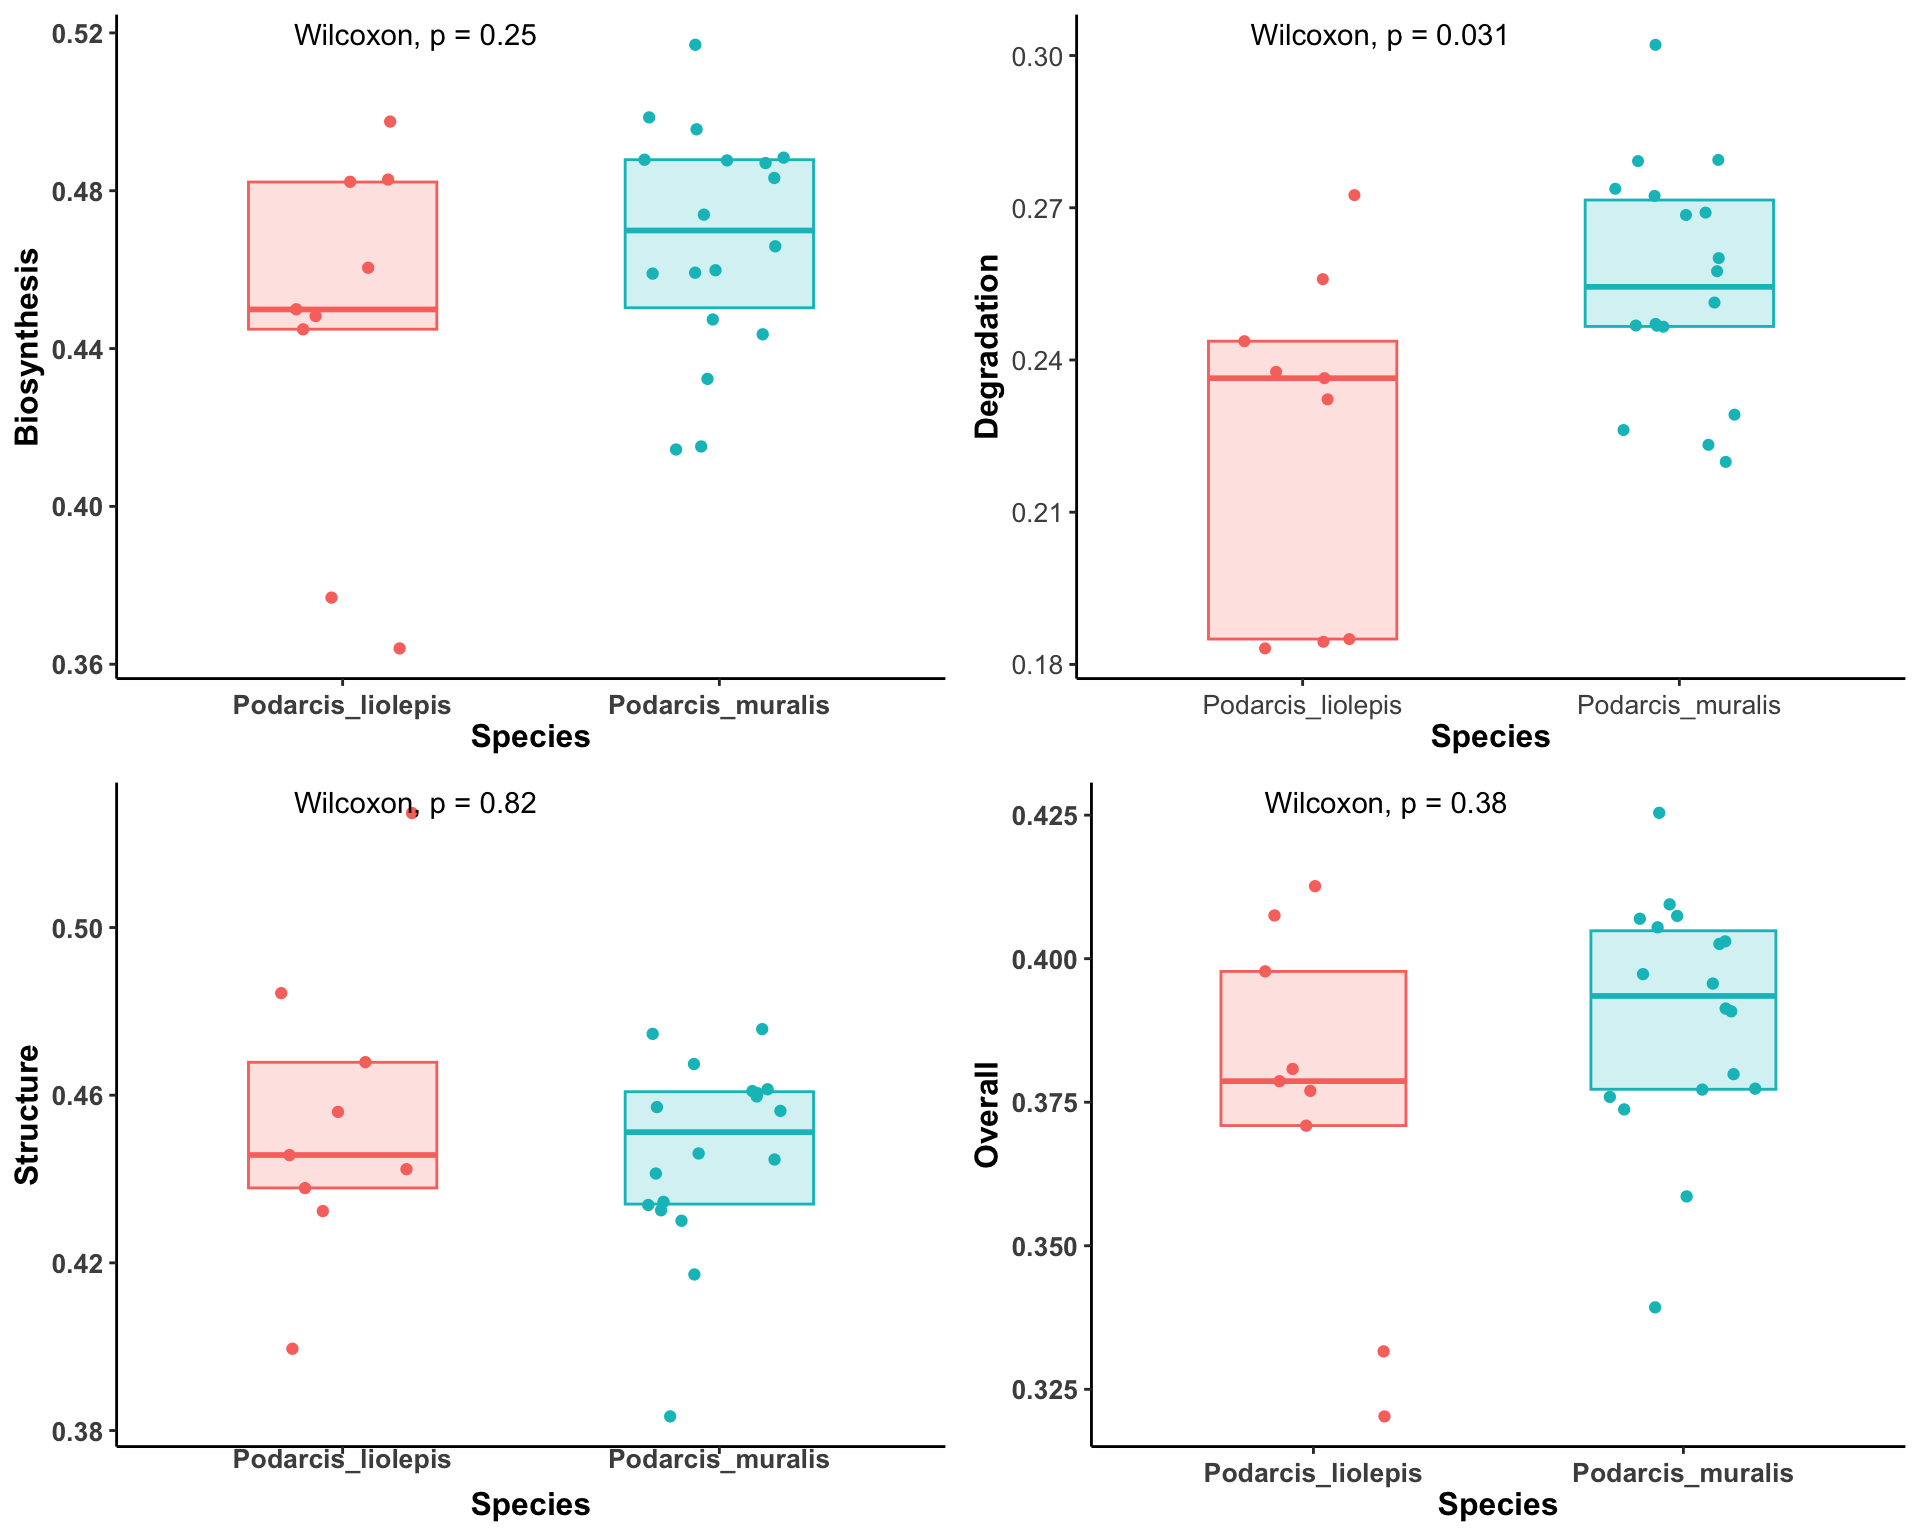 Wilcoxon, p = 0.25
0.52
0.48
0.44
0.40
0.36
Biosynthesis
Podarcis_liolepis Podarcis_muralis
Species
Wilcoxon, p = 0.031
0.30
0.27
0.24
0.21
0.18
Degradation
Podarcis_liolepis Podarcis_muralis
Species
Wilcoxon, p = 0.82
0.50
0.46
0.42
0.38
Structure
Podarcis_liolepis Podarcis_muralis
Species
Wilcoxon, p = 0.38
0.425
0.400
0.375
0.350
0.325
Overall
Podarcis_liolepis Podarcis_muralis
Species